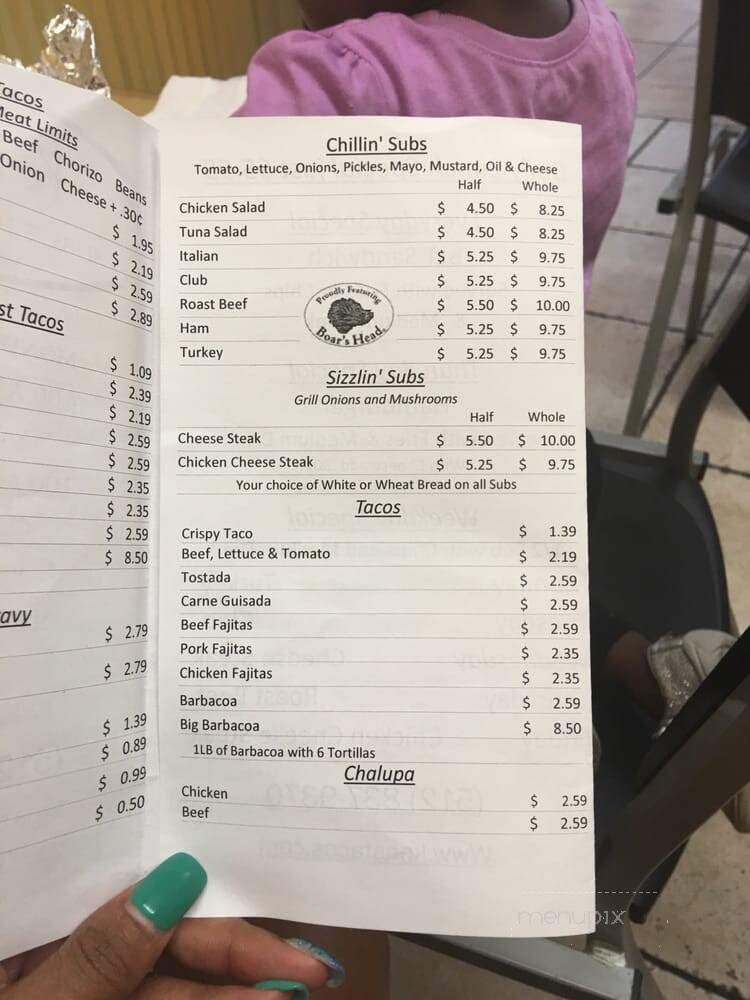 Tacos
Meat Limits
Beef Chorizo Beans
Onion Cheese + .30¢
$ 1.95
$ 2.19
$ 2.59
$ 2.89
st Tacos
$ 1.09
$ 2.39
$ 2.19
$ 2.59
$ 2.59
$ 2.35
$ 2.35
$ 2.59
$ 8.50
avy
$ 2.79
$ 2.79
$ 1.39
$ 0.89
$ 0.99
$ 0.50
Chillin' Subs
Tomato, Lettuce, Onions, Pickles, Mayo, Mustard, Oil & Cheese
Half Whole
Chicken Salad $ 4.50 $ 8.25
Tuna Salad $ 4.50 $ 8.25
Italian $ 5.25 $ 9.75
Club $ 5.25 $ 9.75
Roast Beef $ 5.50 $ 10.00
Ham $ 5.25 $ 9.75
Turkey $ 5.25 $ 9.75
Proudly Featuring
Boar's Head
Sizzlin' Subs
Grill Onions and Mushrooms
Half Whole
Cheese Steak $ 5.50 $ 10.00
Chicken Cheese Steak $ 5.25 $ 9.75
Your choice of White or Wheat Bread on all Subs
Tacos
Crispy Taco $ 1.39
Beef, Lettuce & Tomato $ 2.19
Tostada $ 2.59
Carne Guisada $ 2.59
Beef Fajitas $ 2.59
Pork Fajitas $ 2.35
Chicken Fajitas $ 2.35
Barbacoa $ 2.59
Big Barbacoa $ 8.50
1LB of Barbacoa with 6 Tortillas
Chalupa
Chicken $ 2.59
Beef $ 2.59
menupix